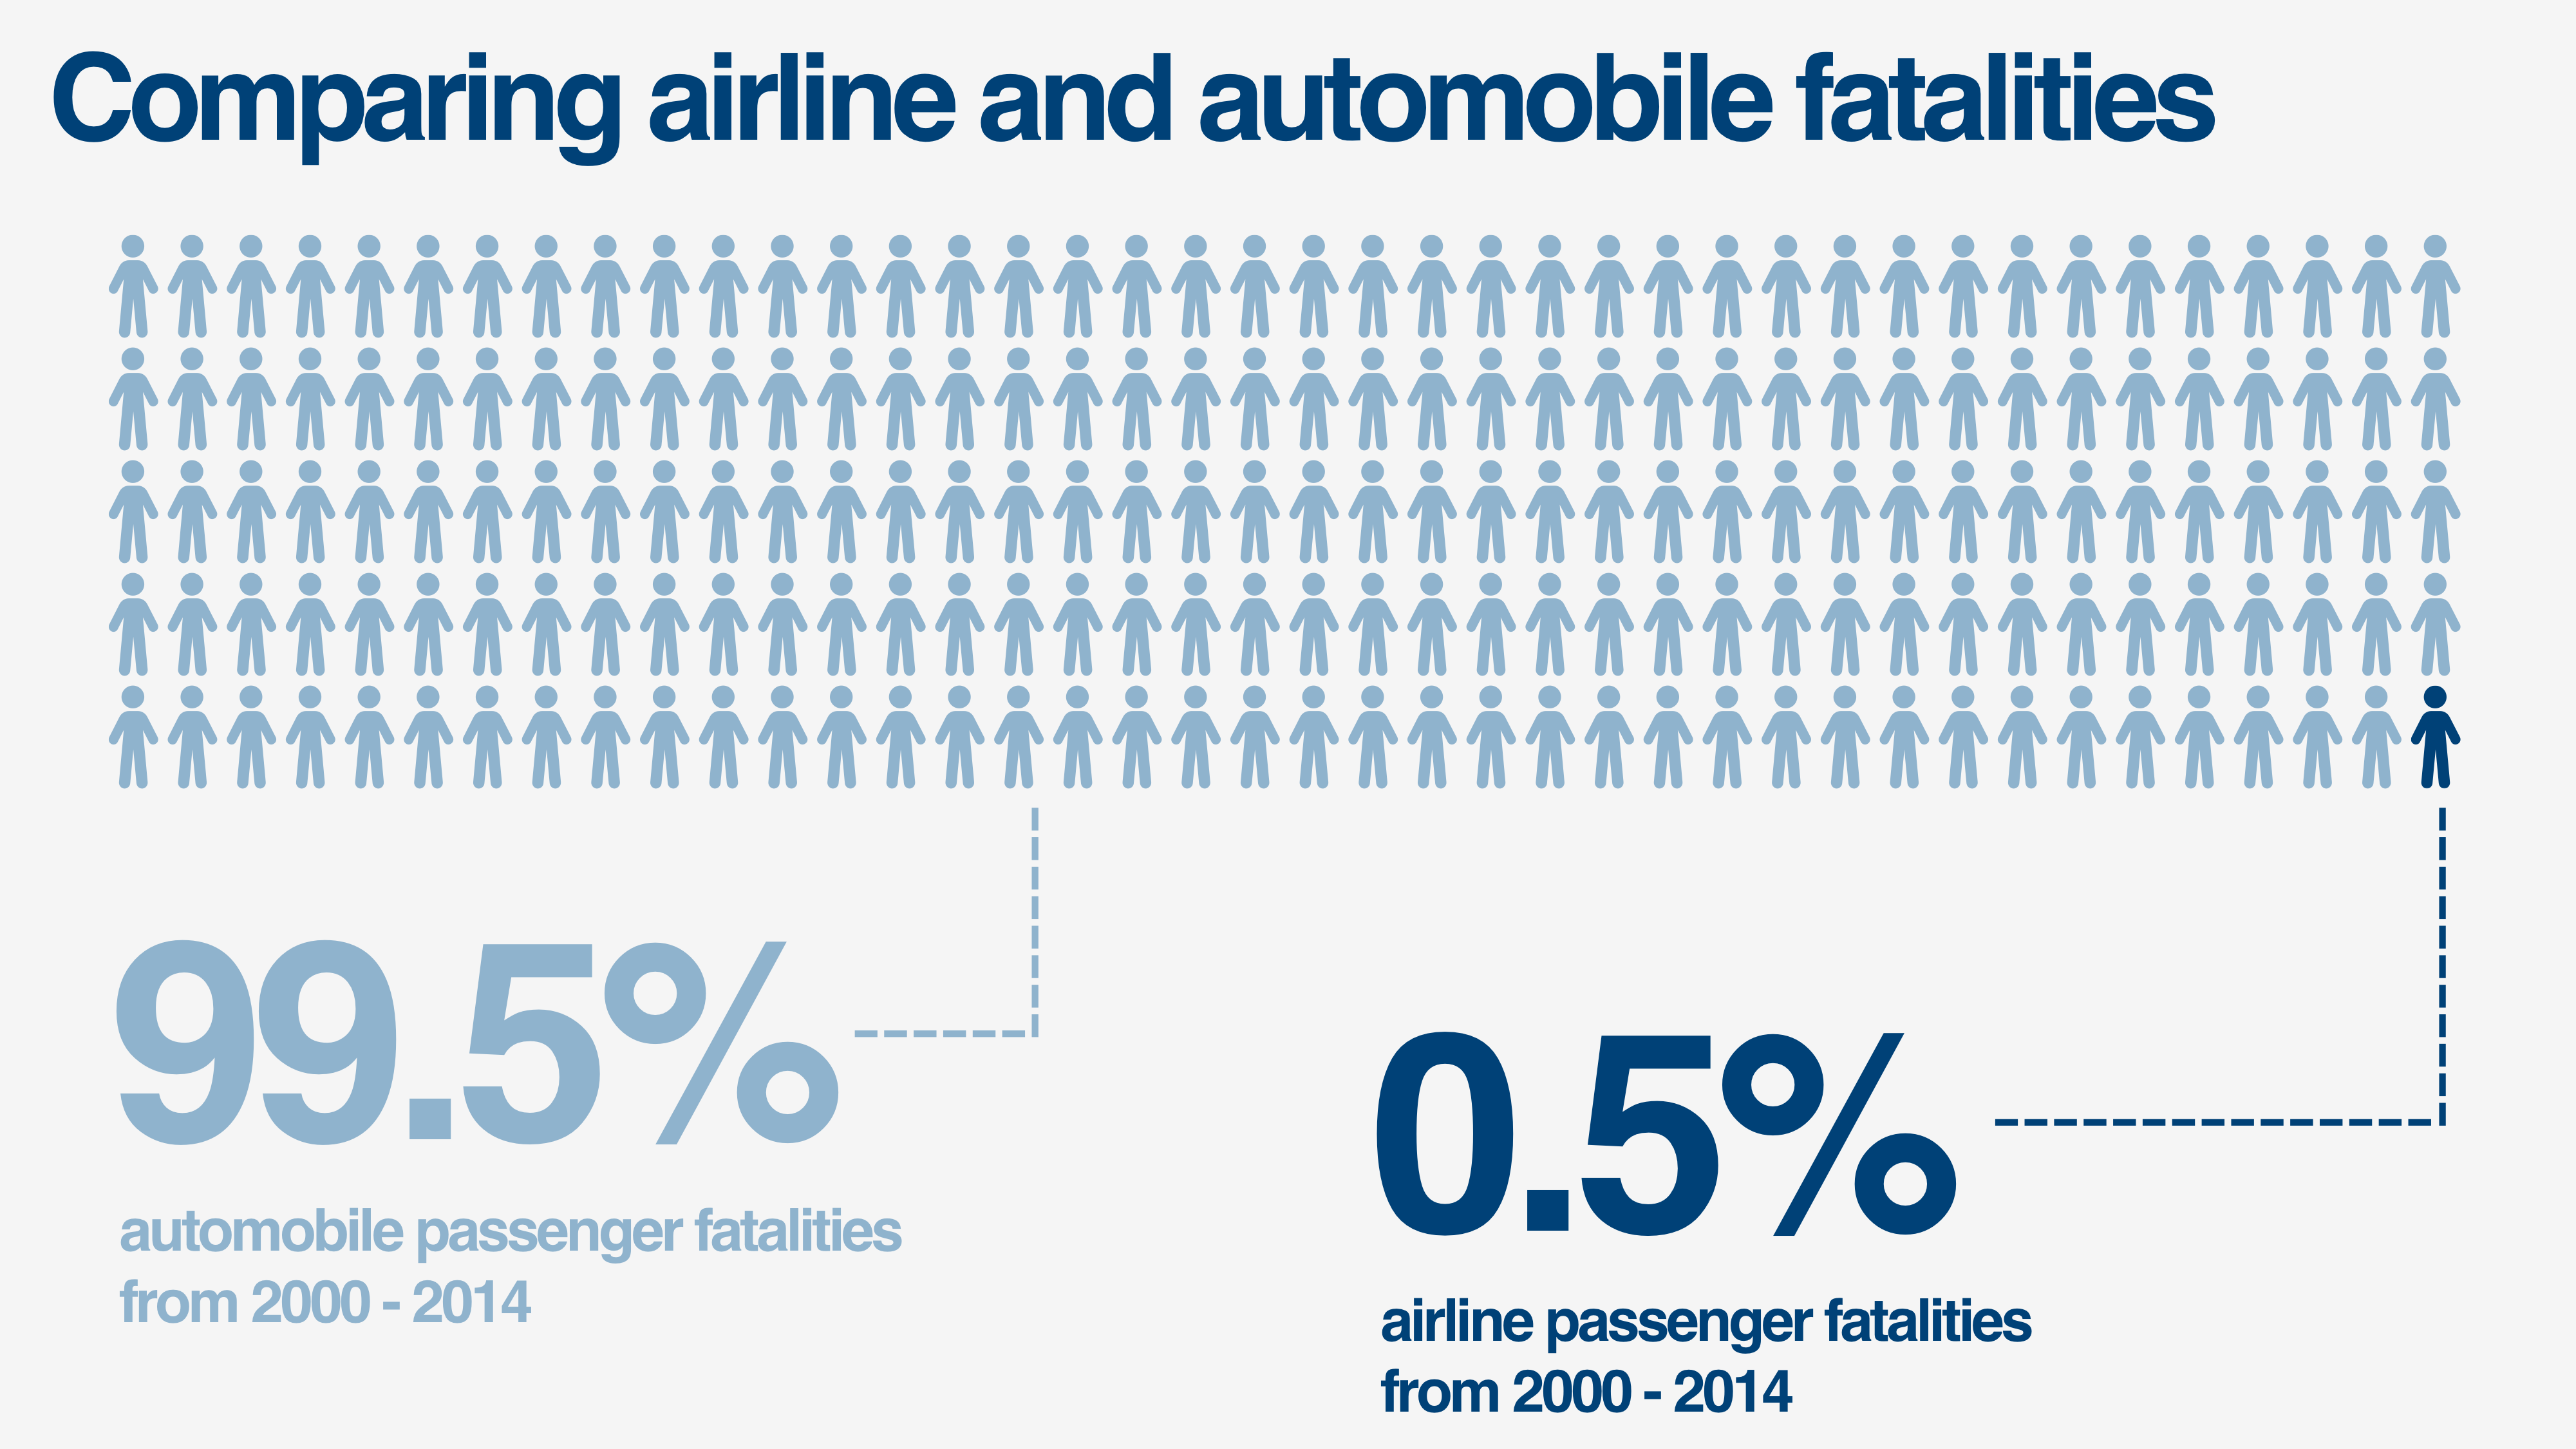 Comparing airline and automobile fatalities
99.5%
automobile passenger fatalities
from 2000 - 2014
0.5%
airline passenger fatalities
from 2000 - 2014